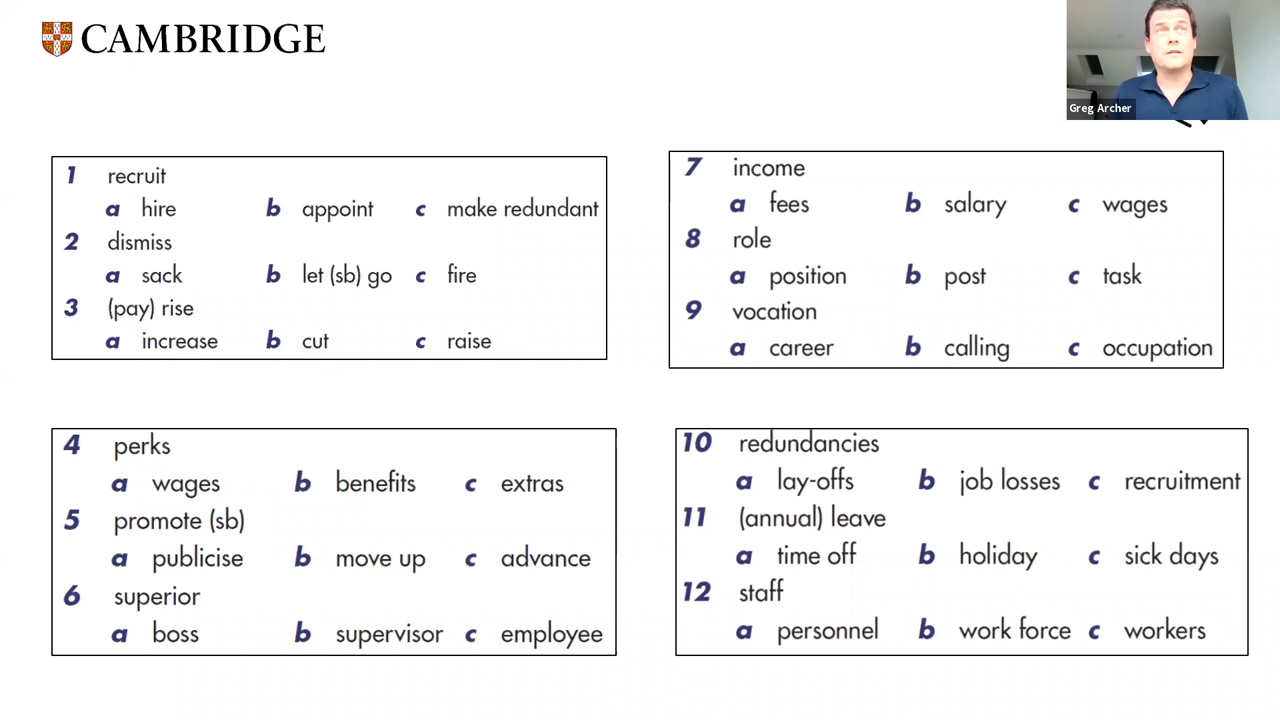 CAMBRIDGE
Greg Archer
1 recruit
a hire b appoint c make redundant
2 dismiss
a sack b let (sb) go c fire
3 (pay) rise
a increase b cut c raise
4 perks
a wages b benefits c extras
5 promote (sb)
a publicise b move up c advance
6 superior
a boss b supervisor c employee
7 income
a fees b salary c wages
8 role
a position b post c task
9 vocation
a career b calling c occupation
10 redundancies
a lay-offs b job losses c recruitment
11 (annual) leave
a time off b holiday c sick days
12 staff
a personnel b work force c workers